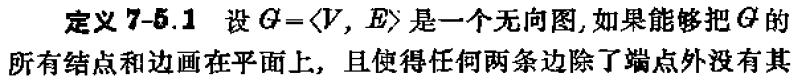 定义 7-5.1 设 G=〈V, E〉是一个无向图,如果能够把 G 的
所有结点和边画在平面上, 且使得任何两条边除了端点外没有其